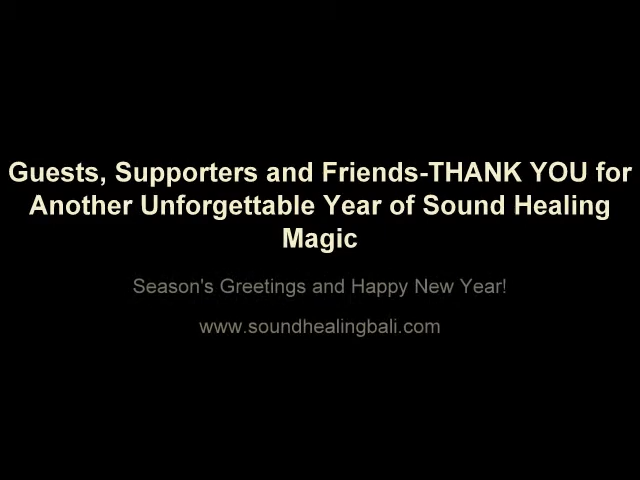 Guests, Supporters and Friends-THANK YOU for
Another Unforgettable Year of Sound Healing
Magic
Season's Greetings and Happy New Year!
www.soundhealingbali.com